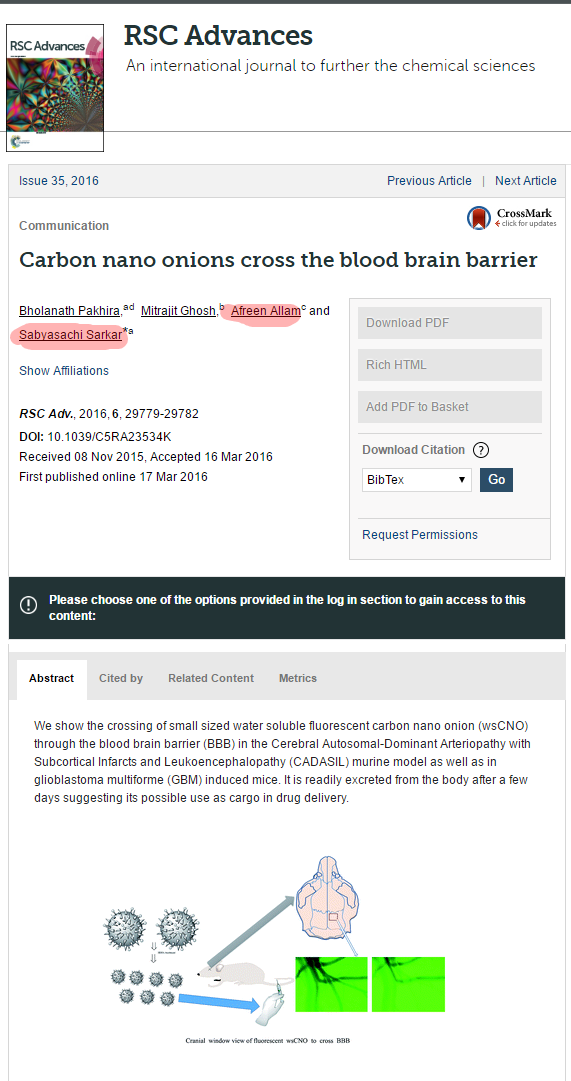 RSC Advances
RSC Advances
An international journal to further the chemical sciences
Issue 35, 2016
Previous Article | Next Article
CrossMark
click for updates
Communication
Carbon nano onions cross the blood brain barrier
Bholanath Pakhira,ad Mitrajit Ghosh,b Afreen Allamc and
Sabyasachi Sarkar*a
Show Affiliations
RSC Adv., 2016, 6, 29779-29782
DOI: 10.1039/C5RA23534K
Received 08 Nov 2015, Accepted 16 Mar 2016
First published online 17 Mar 2016
Download PDF
Rich HTML
Add PDF to Basket
Download Citation ?
BibTex Go
Request Permissions
Please choose one of the options provided in the log in section to gain access to this
content:
Abstract Cited by Related Content Metrics
We show the crossing of small sized water soluble fluorescent carbon nano onion (wsCNO)
through the blood brain barrier (BBB) in the Cerebral Autosomal-Dominant Arteriopathy with
Subcortical Infarcts and Leukoencephalopathy (CADASIL) murine model as well as in
glioblastoma multiforme (GBM) induced mice. It is readily excreted from the body after a few
days suggesting its possible use as cargo in drug delivery.
Cranial window view of fluorescent wsCNO to cross BBB